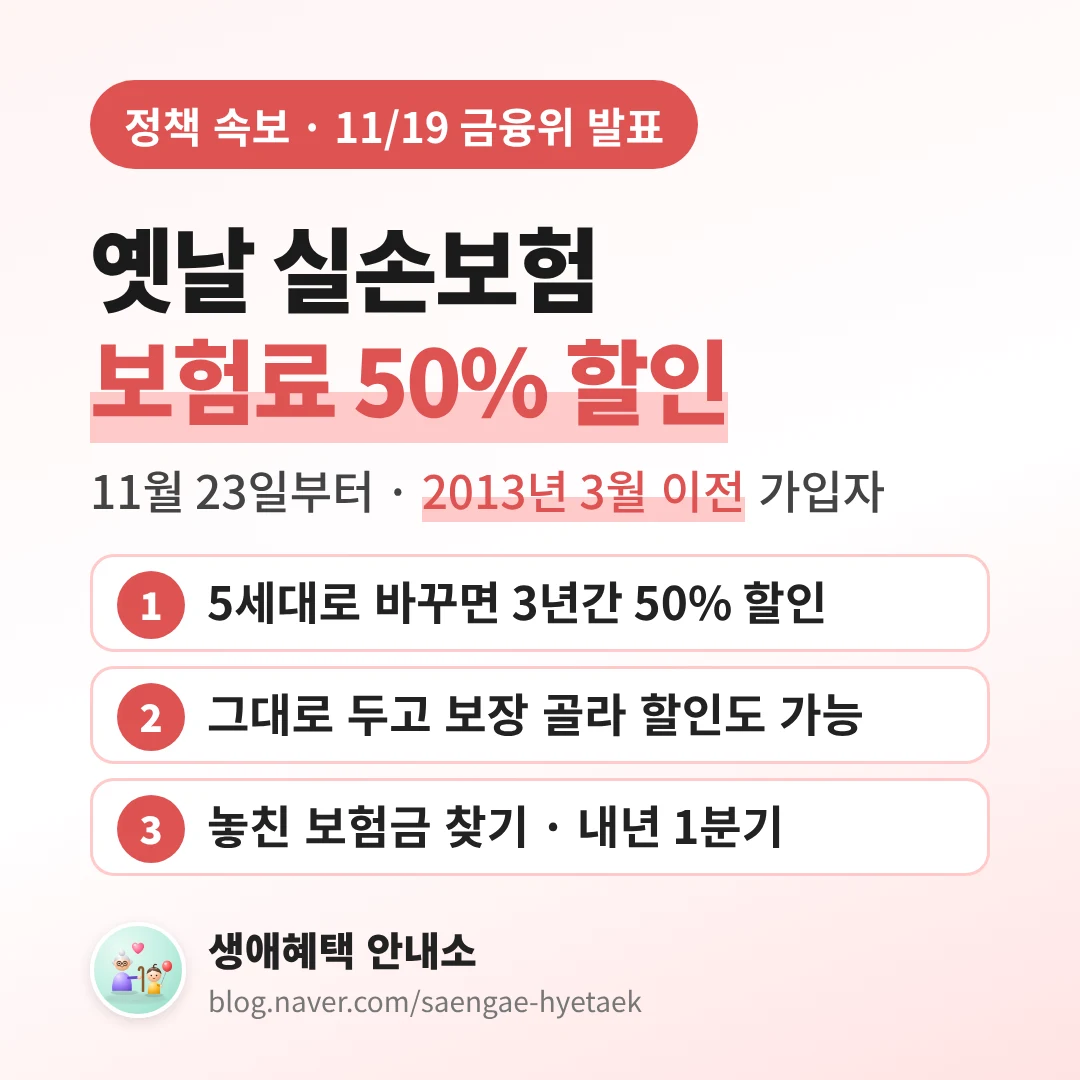 정책 속보 · 11/19 금융위 발표
옛날 실손보험
보험료 50% 할인
11월 23일부터 · 2013년 3월 이전 가입자
1 5세대로 바꾸면 3년간 50% 할인
2 그대로 두고 보장 골라 할인도 가능
3 놓친 보험금 찾기 · 내년 1분기
생애혜택 안내소
blog.naver.com/saengae-hyetaek